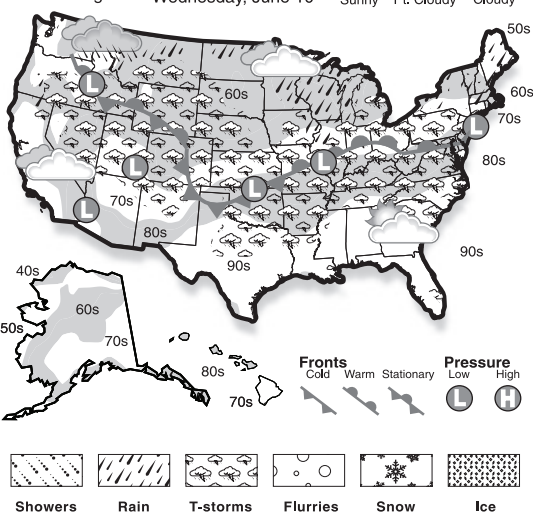 Wednesday, June 10 Sunny Pt. Cloudy Cloudy
50s
60s
60s
70s
L
L
80s
L
L
L
70s
L
80s
90s
90s
40s
60s
50s
70s
80s
70s
Fronts
Cold Warm Stationary
Pressure
Low High
L H
Showers Rain T-storms Flurries Snow Ice